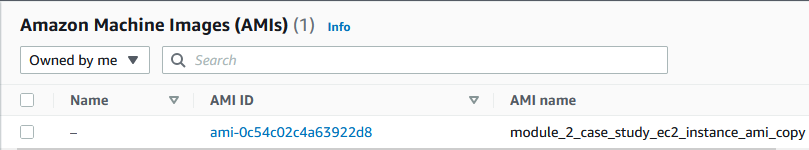 Amazon Machine Images (AMIs) (1) Info
Owned by me Search
Name AMI ID AMI name
– ami-0c54c02c4a63922d8 module_2_case_study_ec2_instance_ami_copy